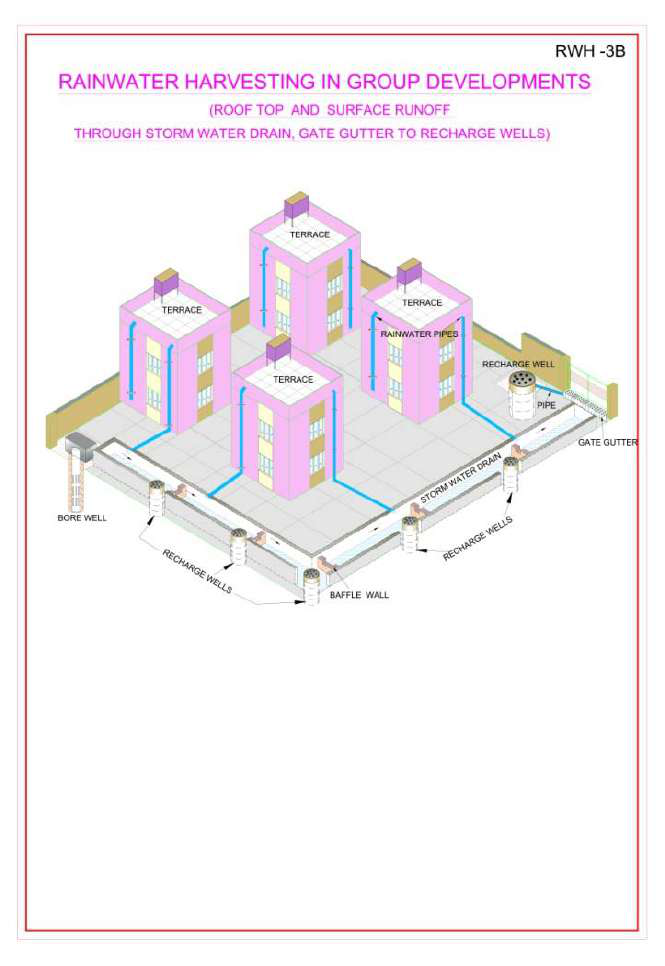 RWH -3B
RAINWATER HARVESTING IN GROUP DEVELOPMENTS
(ROOF TOP AND SURFACE RUNOFF
THROUGH STORM WATER DRAIN, GATE GUTTER TO RECHARGE WELLS)
TERRACE
TERRACE
TERRACE
RAINWATER PIPES
RECHARGE WELL
TERRACE
PIPE
GATE GUTTER
STORM WATER DRAIN
BORE WELL
RECHARGE WELLS
RECHARGE WELLS
BAFFLE WALL